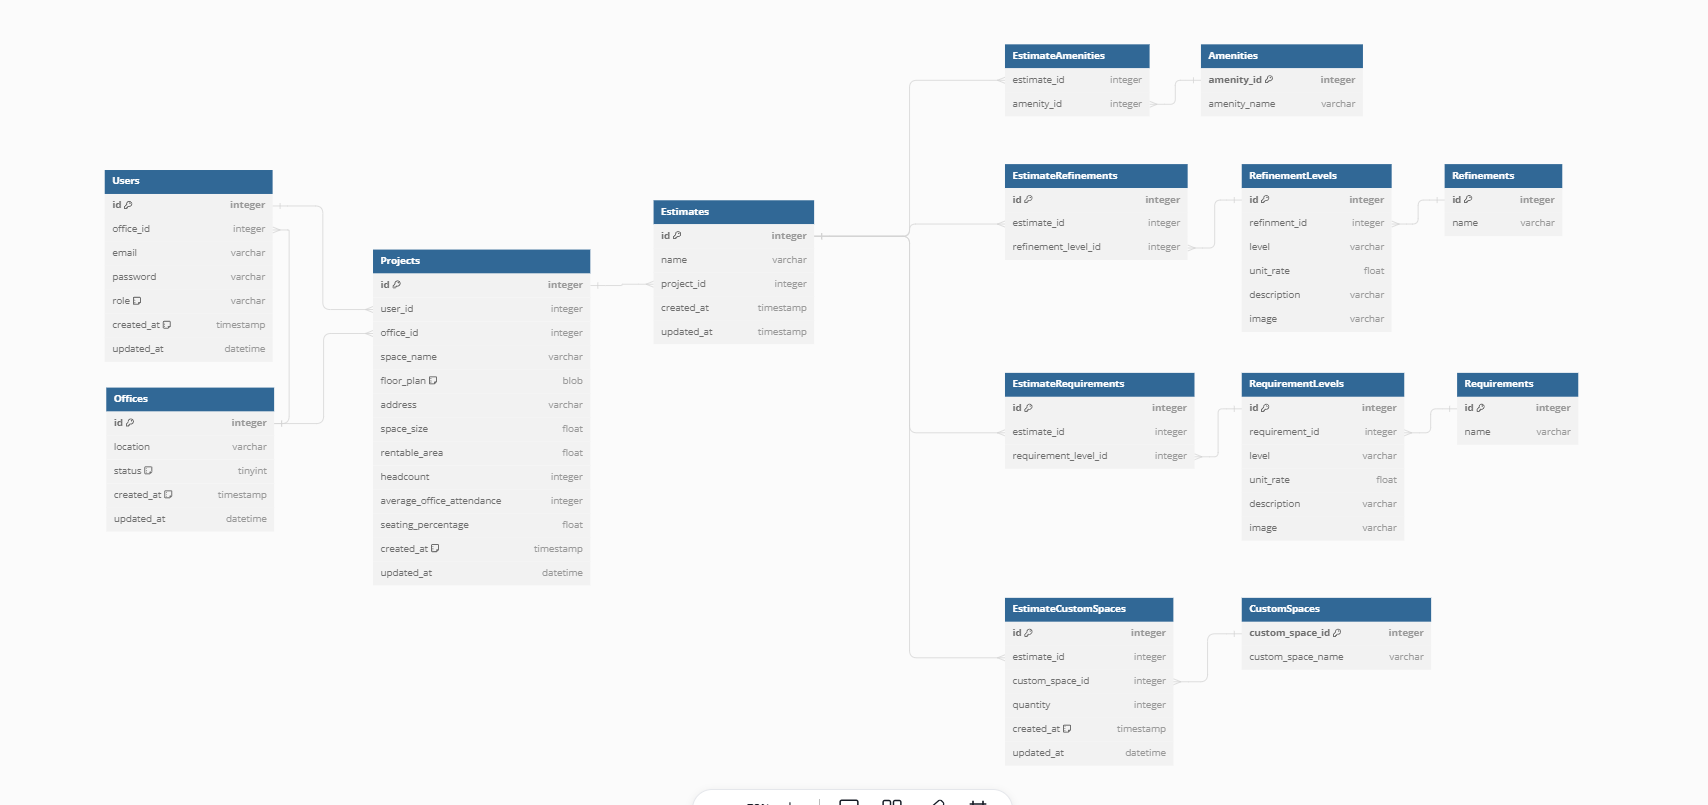 Users
id integer
office_id integer
email varchar
password varchar
role varchar
created_at timestamp
updated_at datetime
Offices
id integer
location varchar
status tinyint
created_at timestamp
updated_at datetime
Projects
id integer
user_id integer
office_id integer
space_name varchar
floor_plan blob
address varchar
space_size float
rentable_area float
headcount integer
average_office_attendance integer
seating_percentage float
created_at timestamp
updated_at datetime
Estimates
id integer
name varchar
project_id integer
created_at timestamp
updated_at timestamp
EstimateAmenities
estimate_id integer
amenity_id integer
Amenities
amenity_id integer
amenity_name varchar
EstimateRefinements
id integer
estimate_id integer
refinement_level_id integer
RefinementLevels
id integer
refinment_id integer
level varchar
unit_rate float
description varchar
image varchar
Refinements
id integer
name varchar
EstimateRequirements
id integer
estimate_id integer
requirement_level_id integer
RequirementLevels
id integer
requirement_id integer
level varchar
unit_rate float
description varchar
image varchar
Requirements
id integer
name varchar
EstimateCustomSpaces
id integer
estimate_id integer
custom_space_id integer
quantity integer
created_at timestamp
updated_at datetime
CustomSpaces
custom_space_id integer
custom_space_name varchar